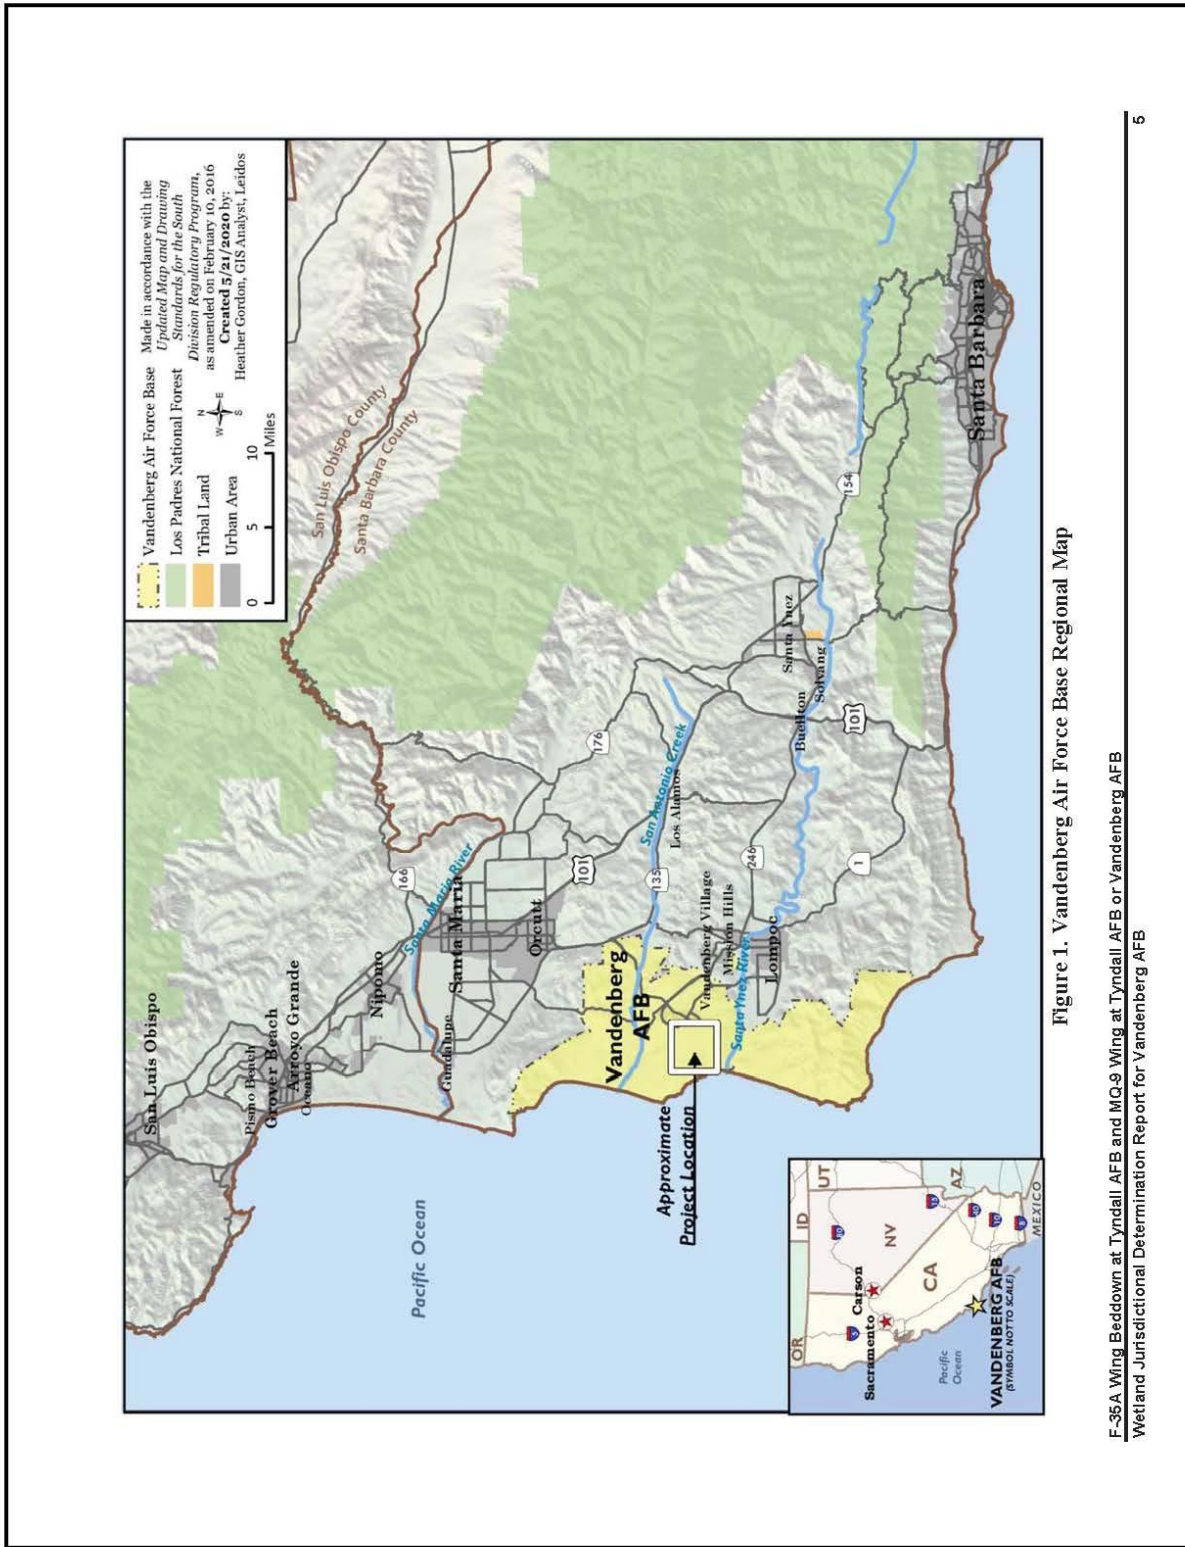 Vandenberg Air Force Base
Los Padres National Forest
Tribal Land
Urban Area
0 5 10
Miles
N
W E
S
Made in accordance with the
Updated Map and Drawing
Standards for the South
Division Regulatory Program,
as amended on February 10, 2016
Created 5/21/2020 by:
Heather Gordon, GIS Analyst, Leidos
San Luis Obispo
Pismo Beach
Grover Beach
Arroyo Grande
Oceano
Nipomo
166
San Luis Obispo County
Santa Barbara County
Santa Maria River
Guadalupe
Santa Maria
Orcutt
101
176
Pacific Ocean
Vandenberg
AFB
135
San Antonio Creek
Los Alamos
Approximate
Project Location
Vandenberg Village
Mission Hills
Santa Ynez River
Lompoc
246
1
Buellton
Solvang
Santa Ynez
101
154
Santa Barbara
OR
ID
UT
5
80
NV
15
Sacramento
Carson
CA
AZ
40
10
8
Pacific
Ocean
VANDENBERG AFB
(SYMBOL NOT TO SCALE)
MEXICO
Figure 1. Vandenberg Air Force Base Regional Map
F-35A Wing Beddown at Tyndall AFB and MQ-9 Wing at Tyndall AFB or Vandenberg AFB
Wetland Jurisdictional Determination Report for Vandenberg AFB
5